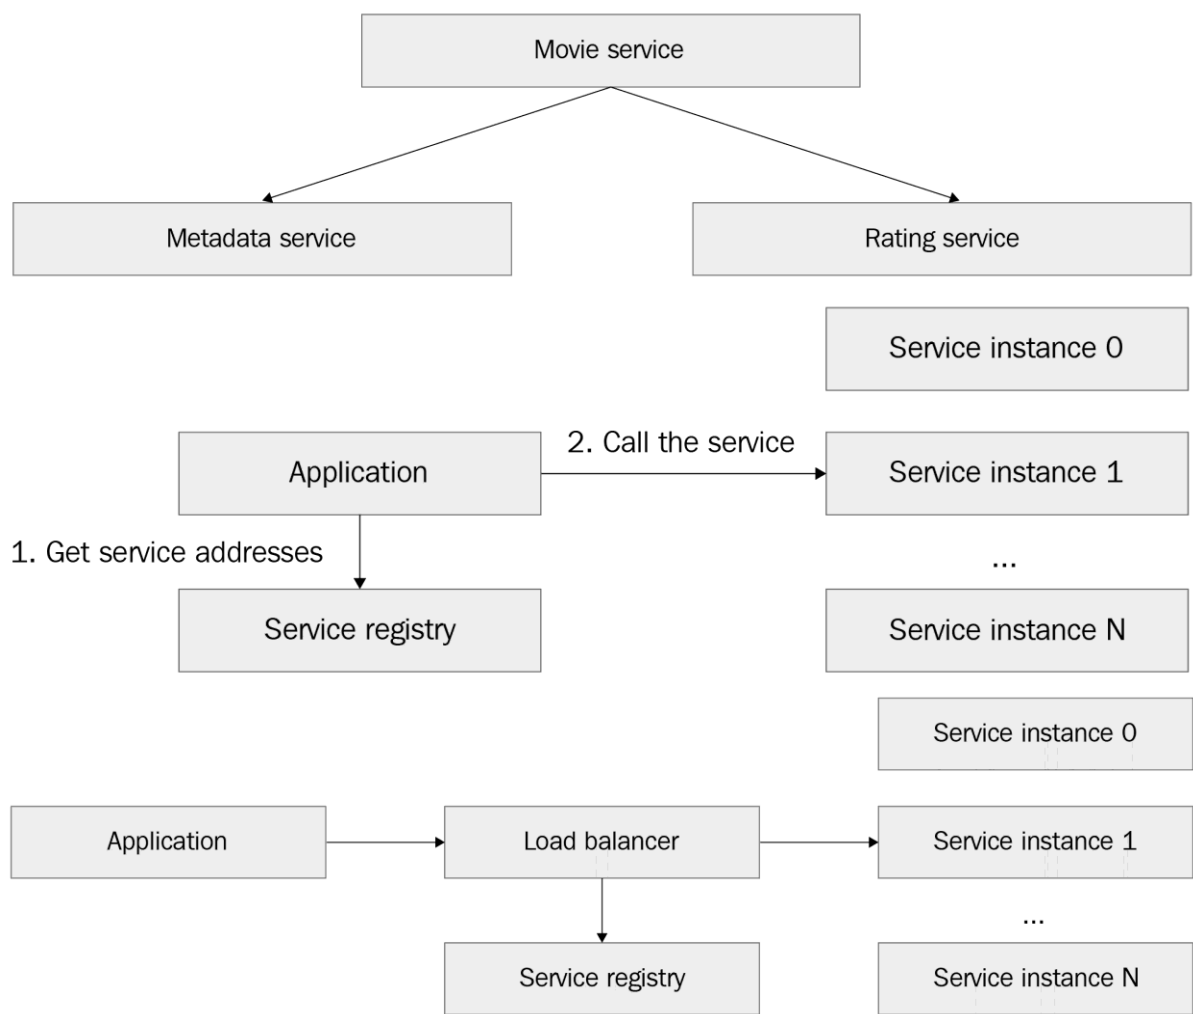 Movie service
Metadata service
Rating service
Service instance 0
2. Call the service
Application
Service instance 1
1. Get service addresses
...
Service registry
Service instance N
Service instance 0
Application
Load balancer
Service instance 1
...
Service registry
Service instance N